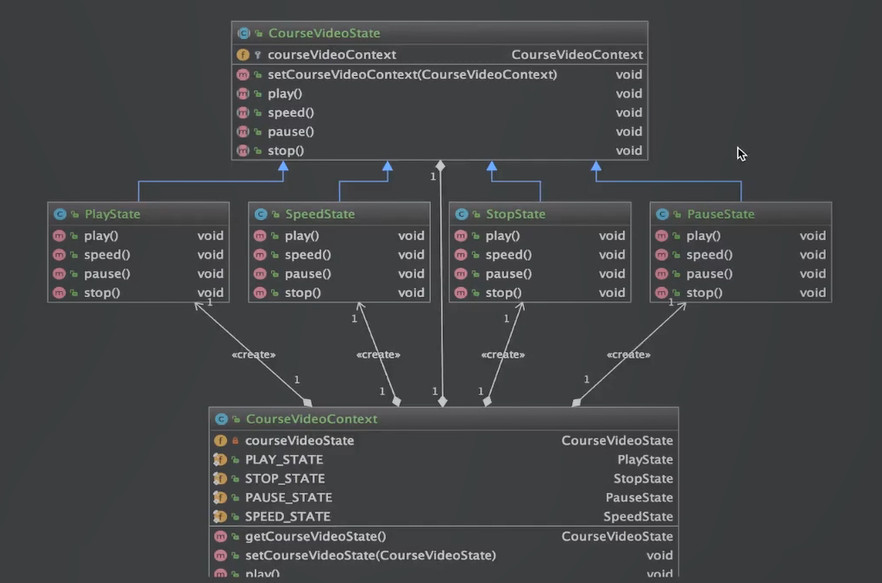 CourseVideoState
courseVideoContext CourseVideoContext
setCourseVideoContext(CourseVideoContext) void
play() void
speed() void
pause() void
stop() void
1
PlayState
play() void
speed() void
pause() void
stop() void
SpeedState
play() void
speed() void
pause() void
stop() void
StopState
play() void
speed() void
pause() void
stop() void
PauseState
play() void
speed() void
pause() void
stop() void
1 1 1 1
«create» «create» «create» «create»
1 1 1 1 1
CourseVideoContext
courseVideoState CourseVideoState
PLAY_STATE PlayState
STOP_STATE StopState
PAUSE_STATE PauseState
SPEED_STATE SpeedState
getCourseVideoState() CourseVideoState
setCourseVideoState(CourseVideoState) void
play() void